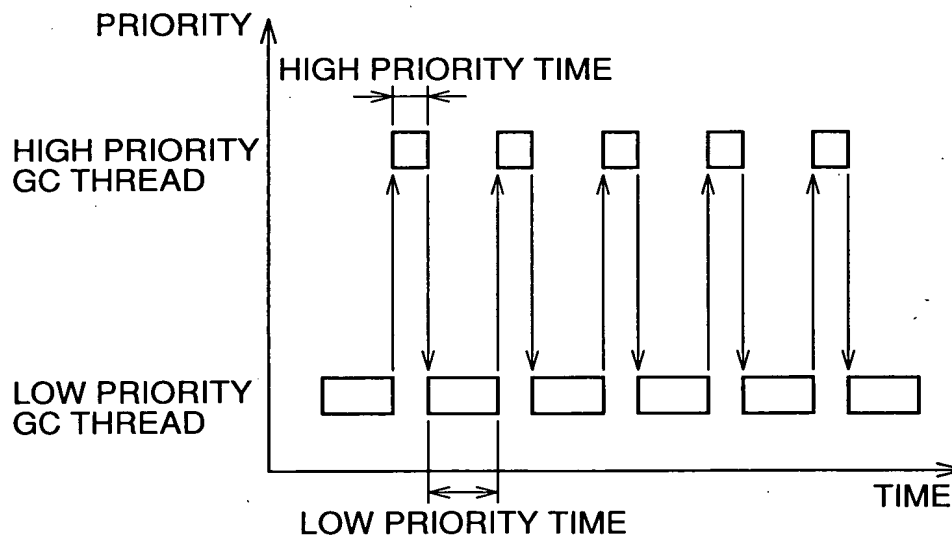 PRIORITY
HIGH PRIORITY TIME
HIGH PRIORITY
GC THREAD
LOW PRIORITY
GC THREAD
TIME
LOW PRIORITY TIME